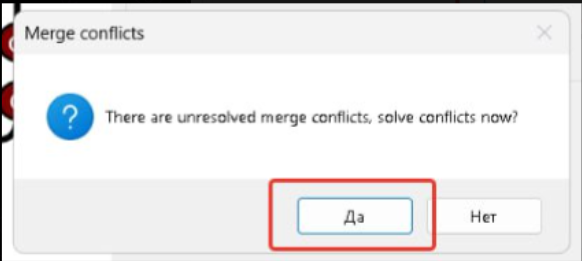 Merge conflicts
There are unresolved merge conflicts, solve conflicts now?
Да
Нет